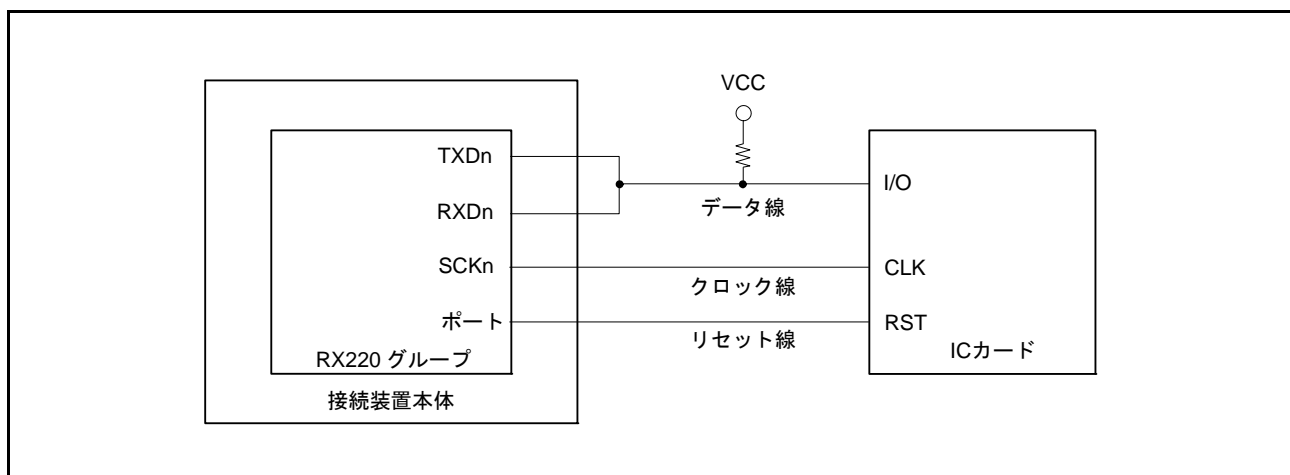 VCC
TXDn
RXDn
SCKn
ポート
RX220 グループ
接続装置本体
データ線
クロック線
リセット線
I/O
CLK
RST
ICカード